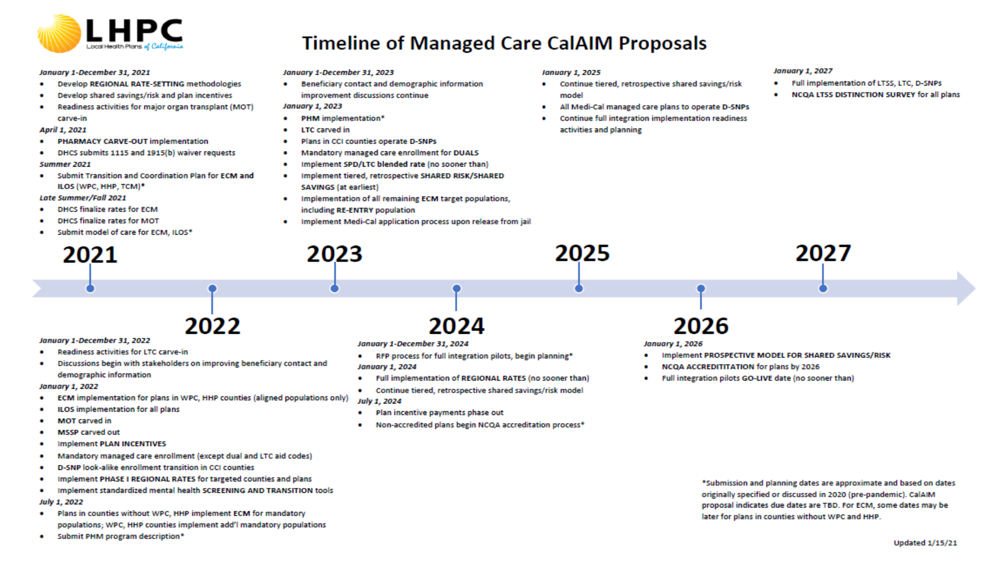 LHPC
Local Health Plans of California
Timeline of Managed Care CalAIM Proposals
January 1-December 31, 2021
• Develop REGIONAL RATE-SETTING methodologies
• Develop shared savings/risk and plan incentives
• Readiness activities for major organ transplant (MOT)
carve-in
April 1, 2021
• PHARMACY CARVE-OUT implementation
• DHCS submits 1115 and 1915(b) waiver requests
Summer 2021
• Submit Transition and Coordination Plan for ECM and
ILOS (WPC, HHP, TCM)*
Late Summer/Fall 2021
• DHCS finalize rates for ECM
• DHCS finalize rates for MOT
• Submit model of care for ECM, ILOS*
January 1-December 31, 2023
• Beneficiary contact and demographic information
improvement discussions continue
January 1, 2023
• PHM implementation*
• LTC carved in
• Plans in CCI counties operate D-SNPs
• Mandatory managed care enrollment for DUALS
• Implement SPD/LTC blended rate (no sooner than)
• Implement tiered, retrospective SHARED RISK/SHARED
SAVINGS (at earliest)
• Implementation of all remaining ECM target populations,
including RE-ENTRY population
• Implement Medi-Cal application process upon release from jail
January 1, 2025
• Continue tiered, retrospective shared savings/risk
model
• All Medi-Cal managed care plans to operate D-SNPs
• Continue full integration implementation readiness
activities and planning
January 1, 2027
• Full implementation of LTSS, LTC, D-SNPs
• NCQA LTSS DISTINCTION SURVEY for all plans
2021
2023
2025
2027
2022
2024
2026
January 1-December 31, 2022
• Readiness activities for LTC carve-in
• Discussions begin with stakeholders on improving beneficiary contact and
demographic information
January 1, 2022
• ECM implementation for plans in WPC, HHP counties (aligned populations only)
• ILOS implementation for all plans
• MOT carved in
• MSSP carved out
• Implement PLAN INCENTIVES
• Mandatory managed care enrollment (except dual and LTC aid codes)
• D-SNP look-alike enrollment transition in CCI counties
• Implement PHASE I REGIONAL RATES for targeted counties and plans
• Implement standardized mental health SCREENING AND TRANSITION tools
July 1, 2022
• Plans in counties without WPC, HHP implement ECM for mandatory
populations; WPC, HHP counties implement add'l mandatory populations
• Submit PHM program description*
January 1-December 31, 2024
• RFP process for full integration pilots, begin planning*
January 1, 2024
• Full implementation of REGIONAL RATES (no sooner than)
• Continue tiered, retrospective shared savings/risk model
July 1, 2024
• Plan incentive payments phase out
• Non-accredited plans begin NCQA accreditation process*
January 1, 2026
• Implement PROSPECTIVE MODEL FOR SHARED SAVINGS/RISK
• NCQA ACCREDITITATION for plans by 2026
• Full integration pilots GO-LIVE date (no sooner than)
*Submission and planning dates are approximate and based on dates
originally specified or discussed in 2020 (pre-pandemic). CalAIM
proposal indicates due dates are TBD. For ECM, some dates may be
later for plans in counties without WPC and HHP.
Updated 1/15/21